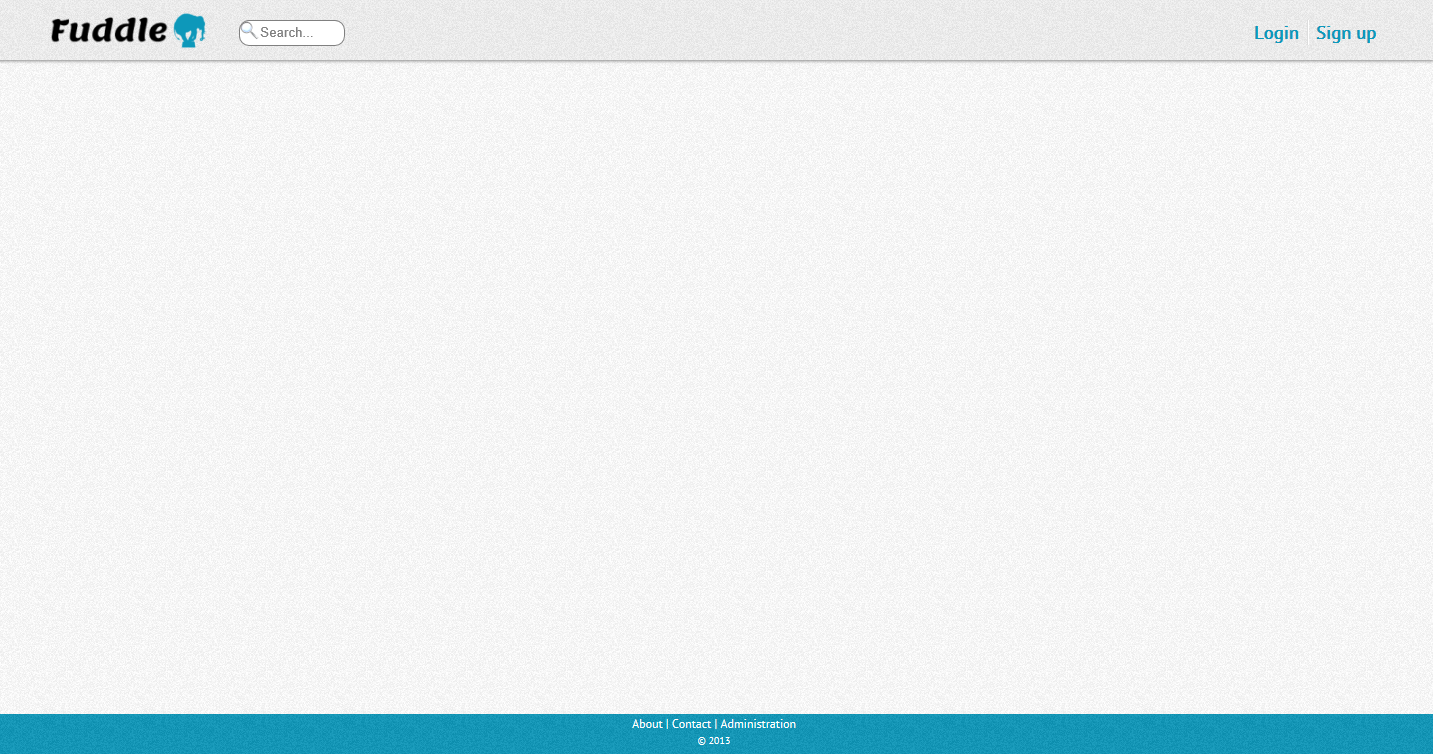 Fuddle Search... Login Sign up
About | Contact | Administration
© 2013